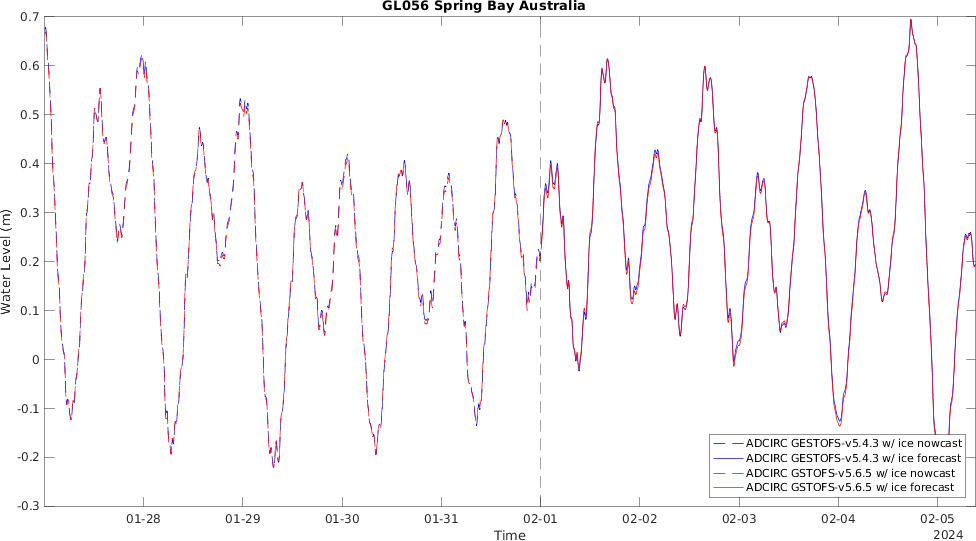 GL056 Spring Bay Australia
0.7
0.6
0.5
0.4
0.3
0.2
0.1
0
-0.1
-0.2
-0.3
Water Level (m)
01-28 01-29 01-30 01-31 02-01 02-02 02-03 02-04 02-05
2024
Time
ADCIRC GESTOFS-v5.4.3 w/ ice nowcast
ADCIRC GESTOFS-v5.4.3 w/ ice forecast
ADCIRC GSTOFS-v5.6.5 w/ ice nowcast
ADCIRC GSTOFS-v5.6.5 w/ ice forecast